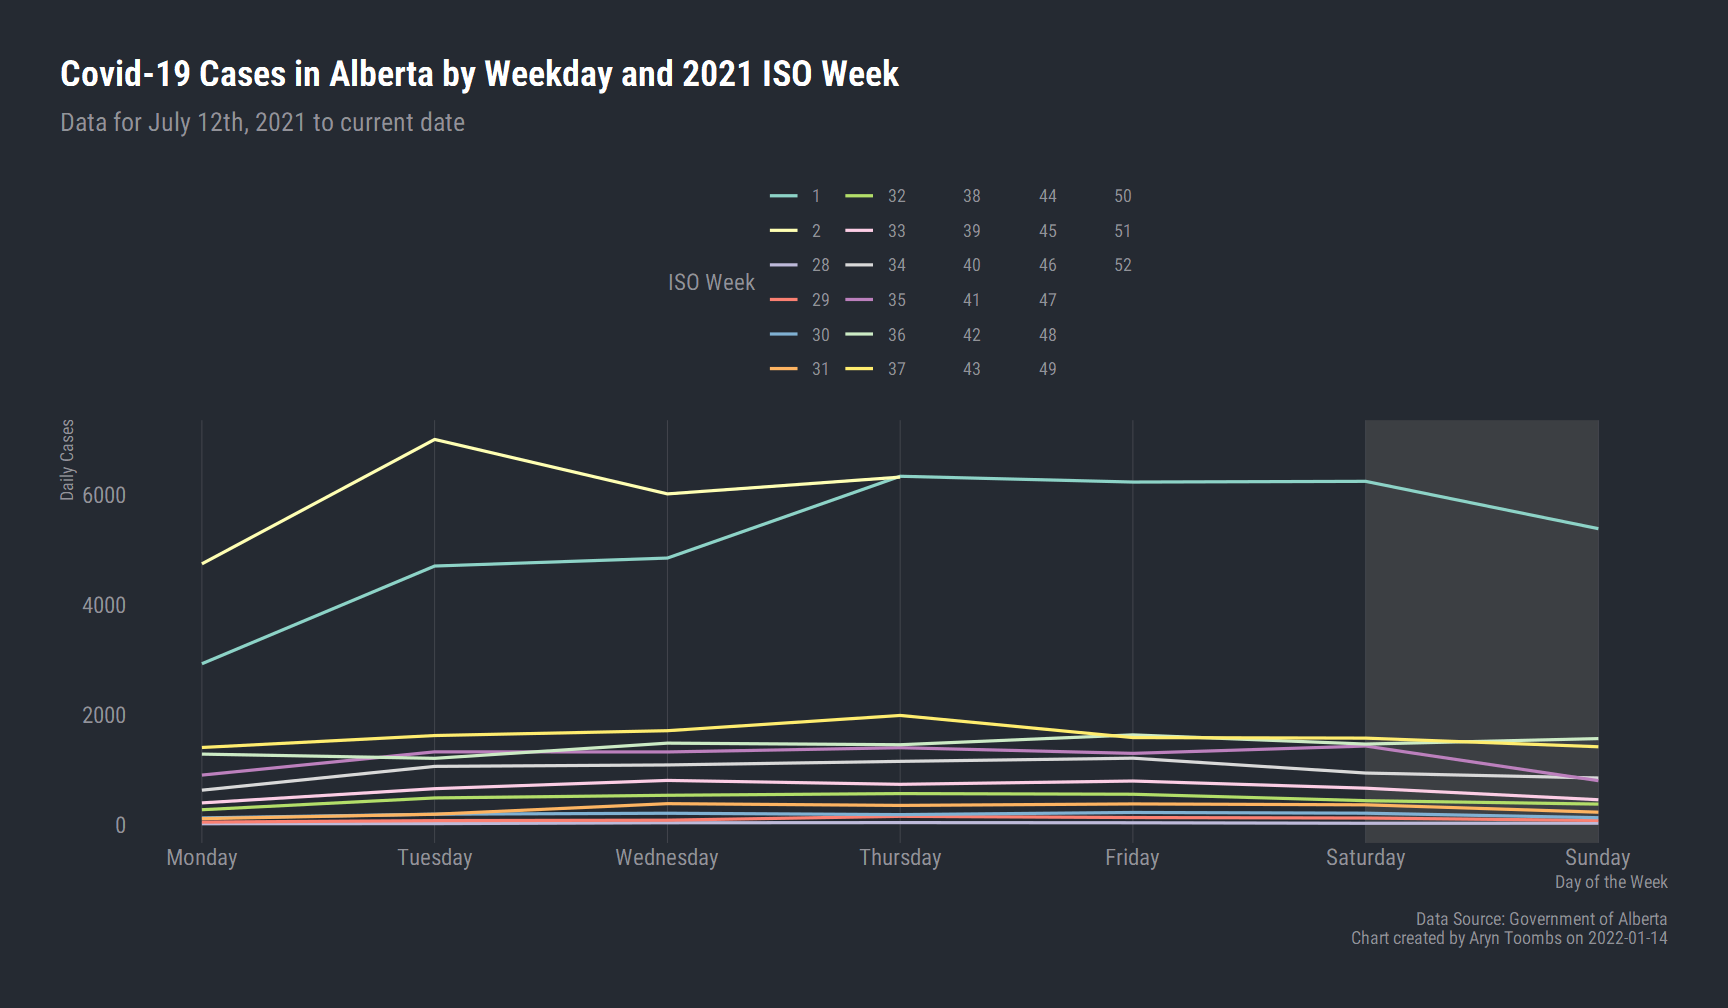 Covid-19 Cases in Alberta by Weekday and 2021 ISO Week
Data for July 12th, 2021 to current date
ISO Week
1 32 38 44 50
2 33 39 45 51
28 34 40 46 52
29 35 41 47
30 36 42 48
31 37 43 49
Daily Cases
6000
4000
2000
0
Monday Tuesday Wednesday Thursday Friday Saturday Sunday
Day of the Week
Data Source: Government of Alberta
Chart created by Aryn Toombs on 2022-01-14